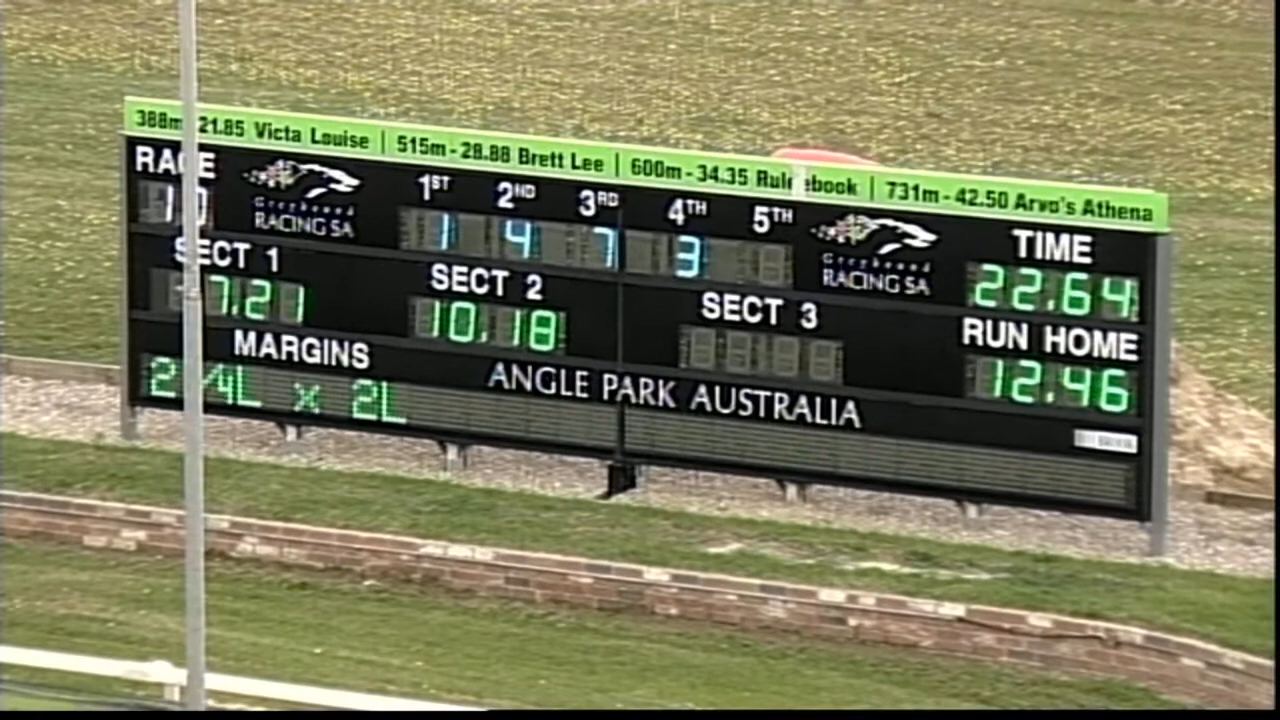 388m - 21.85 Victa Louise | 515m - 28.88 Brett Lee | 600m - 34.35 Rulebook | 731m - 42.50 Arvo's Athena
RACE 1ST 2ND 3RD 4TH 5TH TIME
10 Greyhound RACING SA 1 4 7 3 Greyhound RACING SA 22.64
SECT 1 SECT 2 SECT 3 RUN HOME
7.21 10.18 12.46
MARGINS ANGLE PARK AUSTRALIA
4L x 2L